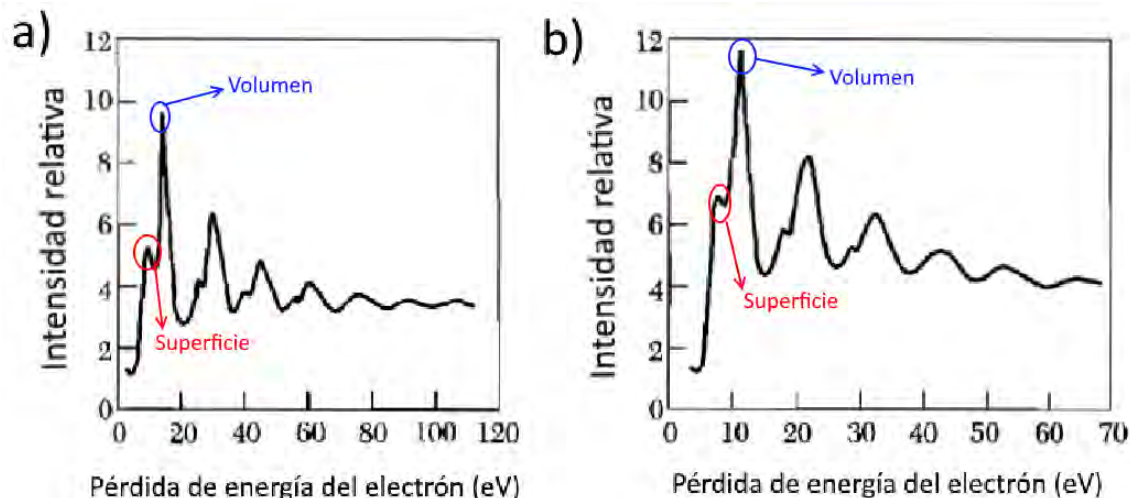 a)
12
10
8
6
4
2
0
Intensidad relativa
Volumen
Superficie
0 20 40 60 80 100 120
Pérdida de energía del electrón (eV)
b)
12
10
8
6
4
2
0
Intensidad relativa
Volumen
Superficie
0 10 20 30 40 50 60 70
Pérdida de energía del electrón (eV)